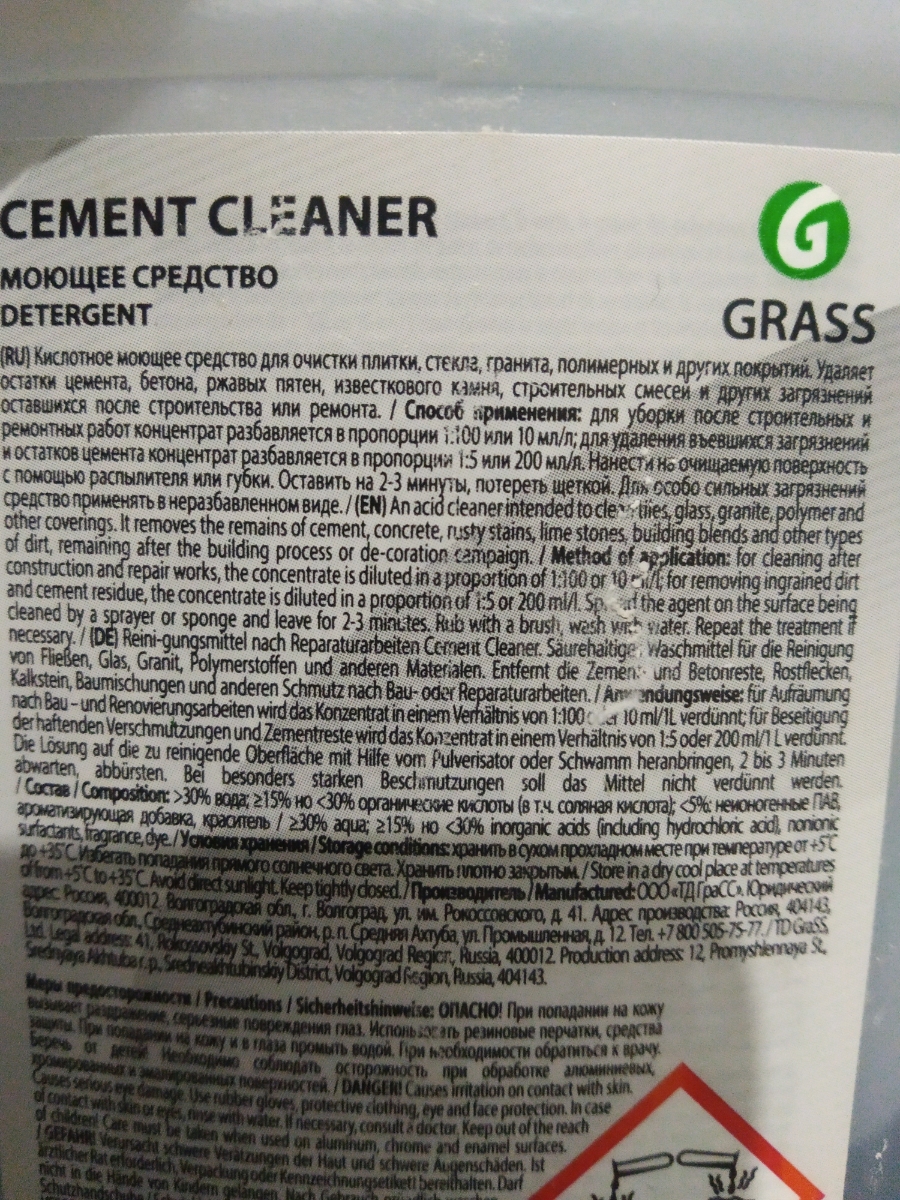 CEMENT CLEANER
МОЮЩЕЕ СРЕДСТВО
DETERGENT
GRASS
(RU) Кислотное моющее средство для очистки плитки, стекла, гранита, полимерных и других покрытий. Удаляет
остатки цемента, бетона, ржавых пятен, известкового камня, строительных смесей и других загрязнений
оставшихся после строительства или ремонта. / Способ применения: для уборки после строительных и
ремонтных работ концентрат разбавляется в пропорции 1:100 или 10 мл/л; для удаления въевшихся загрязнений
и остатков цемента концентрат разбавляется в пропорции 1:5 или 200 мл/л. Нанести на очищаемую поверхность
с помощью распылителя или губки. Оставить на 2-3 минуты, потереть щеткой. Для особо сильных загрязнений
средство применять в неразбавленном виде. / (EN) An acid cleaner intended to clean tiles, glass, granite, polymer and
other coverings. It removes the remains of cement, concrete, rusty stains, lime stones, building blends and other types
of dirt, remaining after the building process or de-coration campaign. / Method of application: for cleaning after
construction and repair works, the concentrate is diluted in a proportion of 1:100 or 10 ml/l; for removing ingrained dirt
and cement residue, the concentrate is diluted in a proportion of 1:5 or 200 ml/l. Spread the agent on the surface being
cleaned by a sprayer or sponge and leave for 2-3 minutes. Rub with a brush, wash with water. Repeat the treatment if
necessary. / (DE) Reini-gungsmittel nach Reparaturarbeiten Cement Cleaner. Säurehaltiges Waschmittel für die Reinigung
von Fließen, Glas, Granit, Polymerstoffen und anderen Materialen. Entfernt die Zement- und Betonreste, Rostflecken,
Kalkstein, Baumischungen und anderen Schmutz nach Bau- oder Reparaturarbeiten. / Anwendungsweise: für Aufräumung
nach Bau – und Renovierungsarbeiten wird das Konzentrat in einem Verhältnis von 1:100 oder 10 ml/1L verdünnt; für Beseitigung
der haftenden Verschmutzungen und Zementreste wird das Konzentrat in einem Verhältnis von 1:5 oder 200 ml/1 L verdünnt.
Die Lösung auf die zu reinigende Oberfläche mit Hilfe vom Pulverisator oder Schwamm heranbringen, 2 bis 3 Minuten
abwarten, abbürsten. Bei besonders starken Beschmutzungen soll das Mittel nicht verdünnt werden.
/ Состав / Composition: >30% вода; ≥15% но <30% органические кислоты (в т.ч. соляная кислота); <5%: неионогенные ПАВ,
ароматизирующая добавка, краситель / ≥30% aqua; ≥15% но <30% inorganic acids (including hydrochloric acid), nonionic
surfactants, fragrance, dye. / Условия хранения / Storage conditions: хранить в сухом прохладном месте при температуре от +5°C
до +35°C. Избегать попадания прямого солнечного света. Хранить плотно закрытым. / Store in a dry cool place at temperatures
of from +5°C to +35°C. Avoid direct sunlight. Keep tightly closed. / Производитель / Manufactured: ООО «ТД ГраСС». Юридический
адрес: Россия, 400012. Волгоградская обл., г. Волгоград, ул. им. Рокоссовского, д. 41. Адрес производства: Россия, 404143,
Волгоградская обл., Среднеахтубинский район, р. п. Средняя Ахтуба, ул. Промышленная, д. 12. Тел. +7 800 505-75-77. / TD GraSS,
Ltd. Legal address: 41, Rokossovskiy St., Volgograd, Volgograd Region, Russia, 400012. Production address: 12, Promyshlennaya St.,
Srednjaya Akhtuba r. p., Sredneakhtubinskiy District, Volgograd Region, Russia, 404143.
Меры предосторожности / Precautions / Sicherheitshinweise: ОПАСНО! При попадании на кожу
вызывает раздражение, серьезные повреждения глаз. Использовать резиновые перчатки, средства
защиты. При попадании на кожу и в глаза промыть водой. При необходимости обратиться к врачу.
Беречь от детей! Необходимо соблюдать осторожность при обработке алюминиевых,
хромированных и эмалированных поверхностей. / DANGER! Causes irritation on contact with skin.
Causes serious eye damage. Use rubber gloves, protective clothing, eye and face protection. In case
of contact with skin or eyes, rinse with water. If necessary, consult a doctor. Keep out of the reach
of children! Care must be taken when used on aluminum, chrome and enamel surfaces.
/ GEFAHR! Verursacht schwere Verätzungen der Haut und schwere Augenschäden. Ist
ärztlicher Rat erforderlich, Verpackung oder Kennzeichnungsetikett bereithalten. Darf
nicht in die Hände von Kindern gelangen. Nach Gebrauch
Schutzhandschuhe